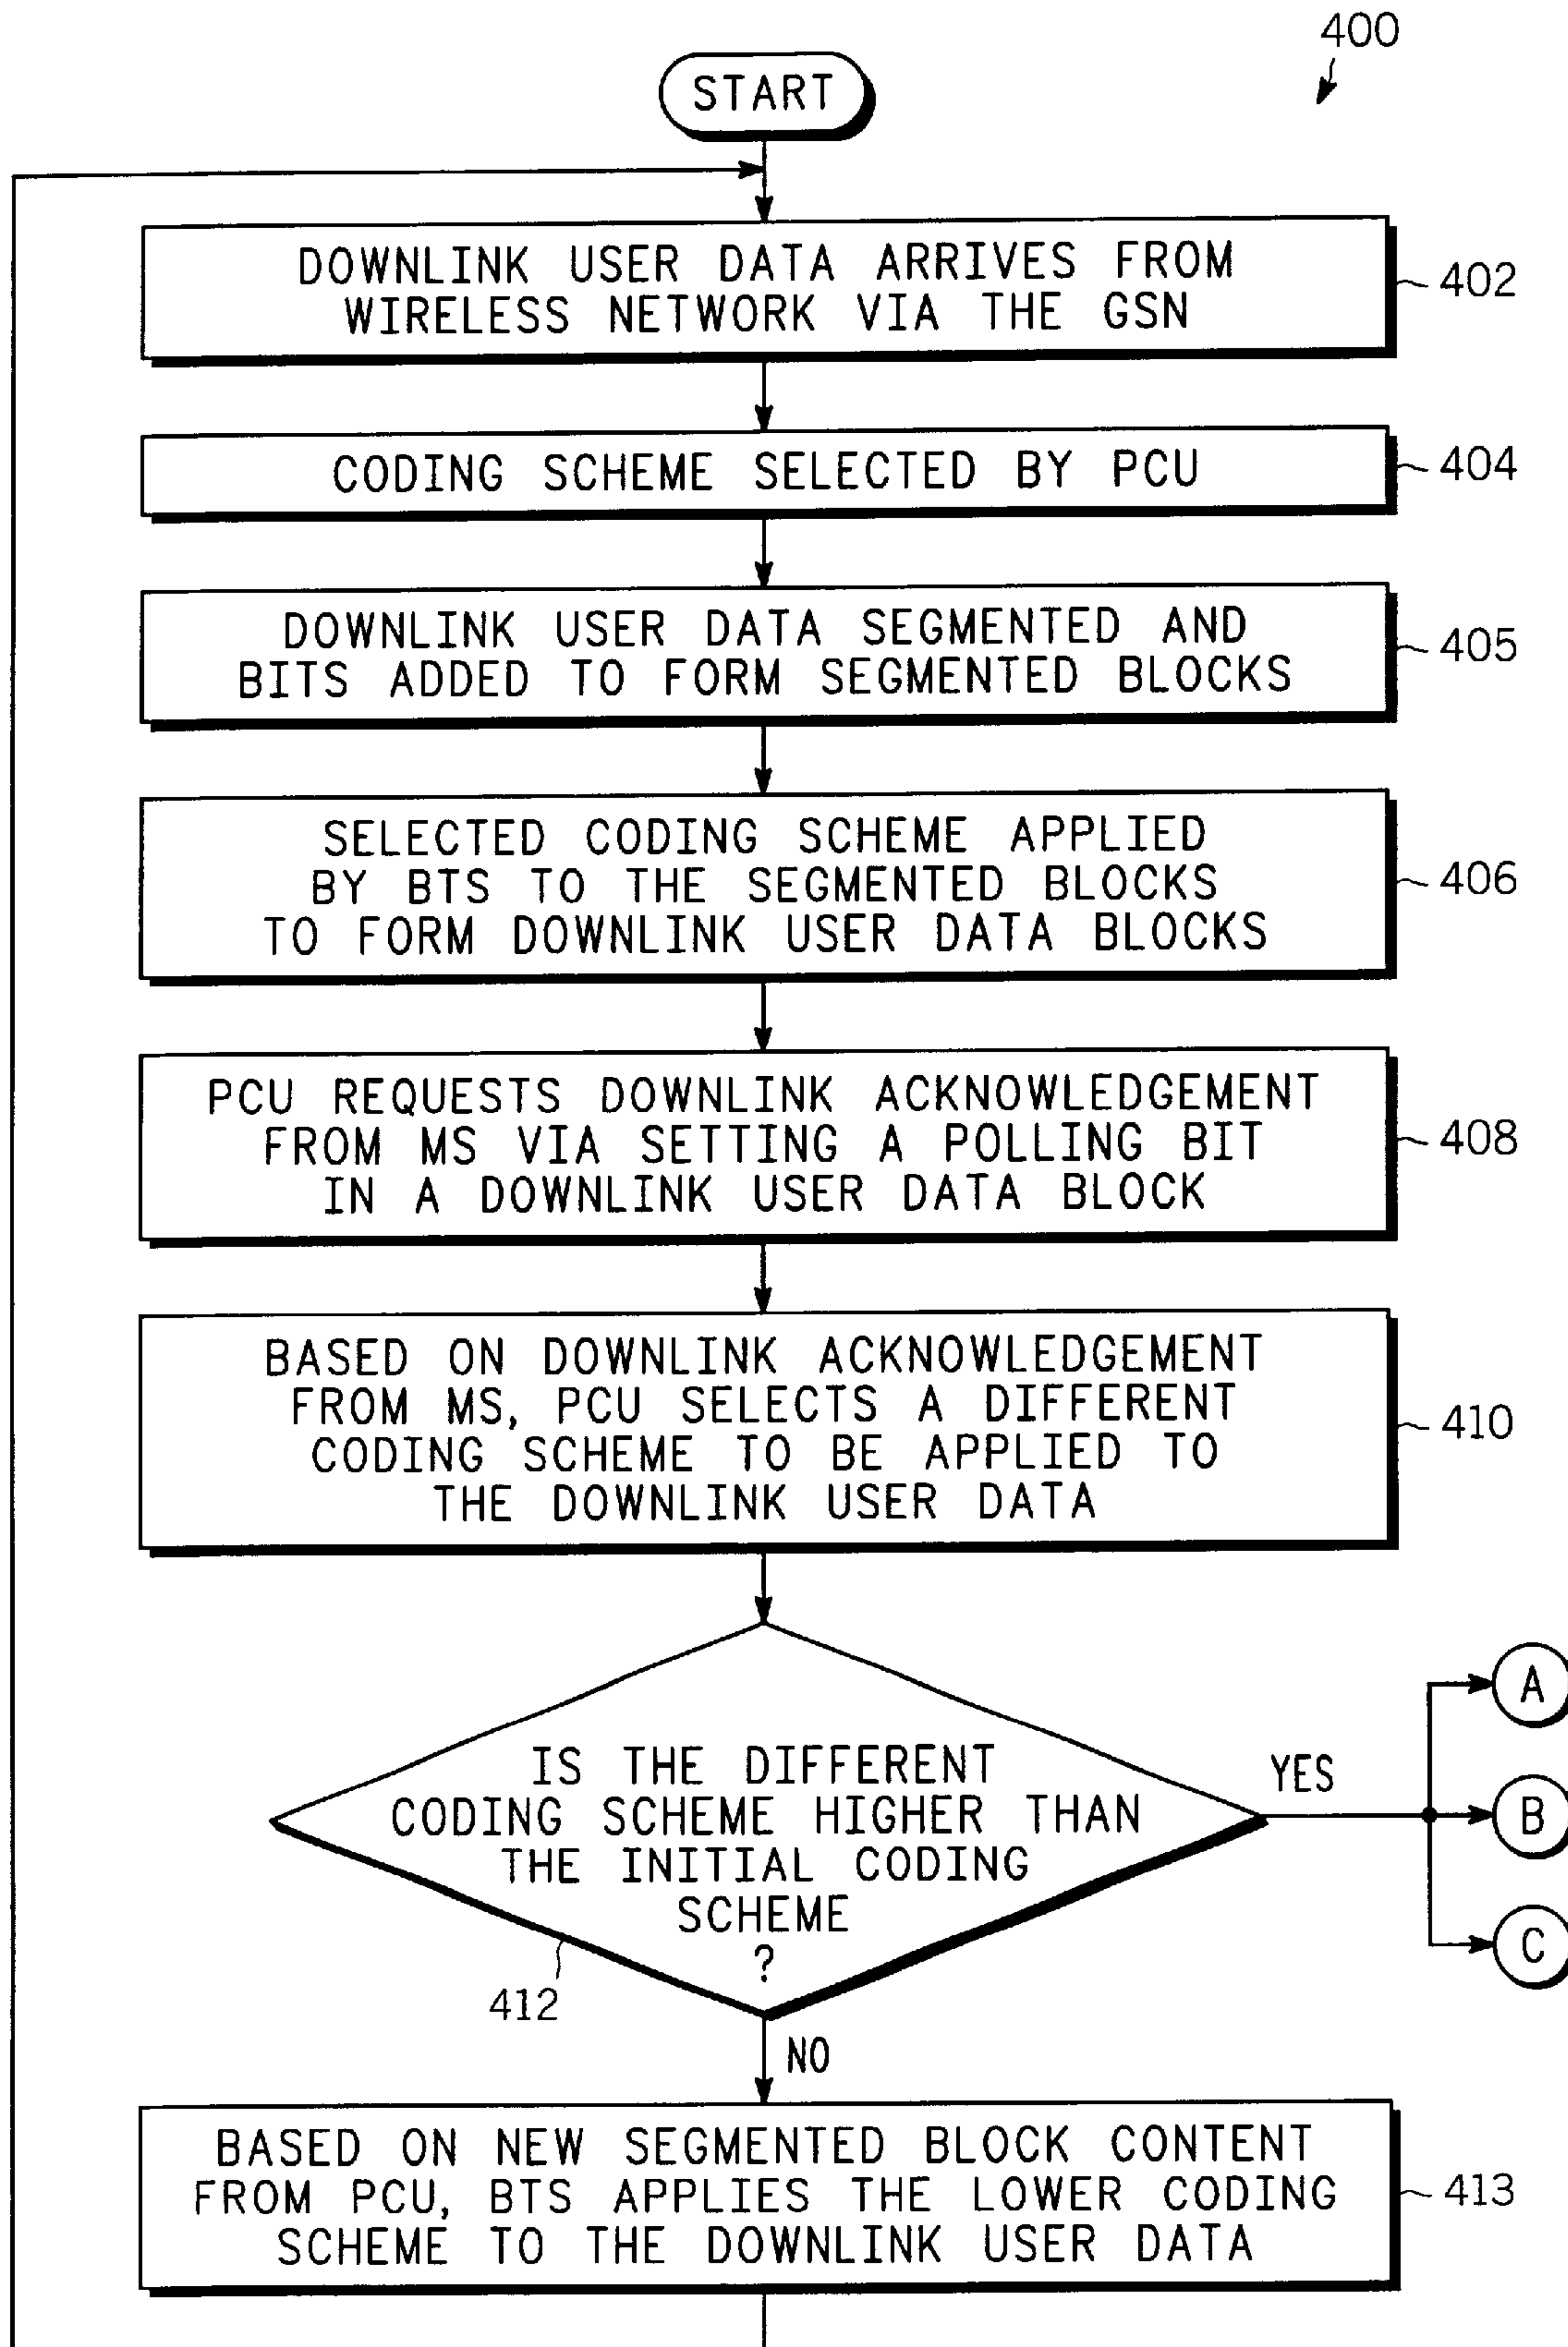 400
START
DOWNLINK USER DATA ARRIVES FROM
WIRELESS NETWORK VIA THE GSN
402
CODING SCHEME SELECTED BY PCU
404
DOWNLINK USER DATA SEGMENTED AND
BITS ADDED TO FORM SEGMENTED BLOCKS
405
SELECTED CODING SCHEME APPLIED
BY BTS TO THE SEGMENTED BLOCKS
TO FORM DOWNLINK USER DATA BLOCKS
406
PCU REQUESTS DOWNLINK ACKNOWLEDGEMENT
FROM MS VIA SETTING A POLLING BIT
IN A DOWNLINK USER DATA BLOCK
408
BASED ON DOWNLINK ACKNOWLEDGEMENT
FROM MS, PCU SELECTS A DIFFERENT
CODING SCHEME TO BE APPLIED TO
THE DOWNLINK USER DATA
410
IS THE DIFFERENT
CODING SCHEME HIGHER THAN
THE INITIAL CODING
SCHEME
?
412
YES
A
B
C
NO
BASED ON NEW SEGMENTED BLOCK CONTENT
FROM PCU, BTS APPLIES THE LOWER CODING
SCHEME TO THE DOWNLINK USER DATA
413